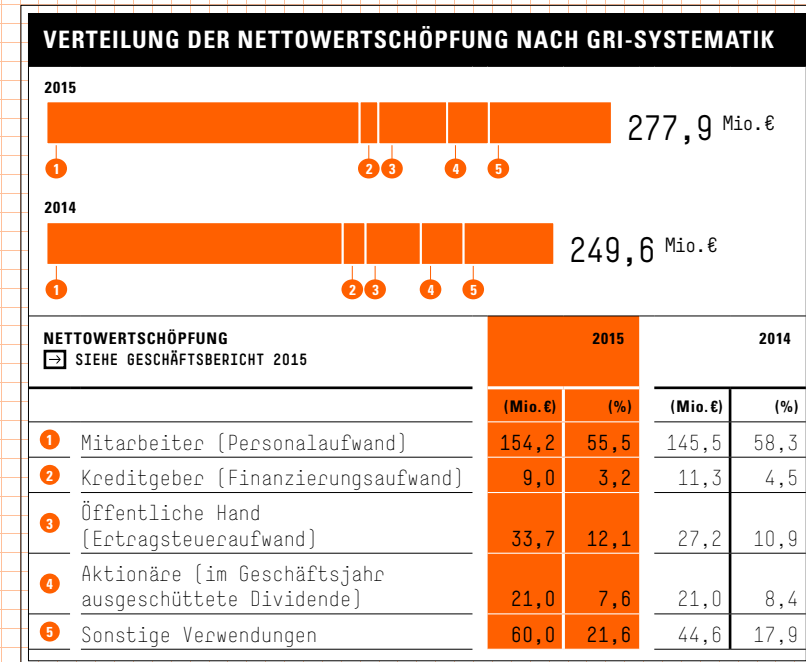 VERTEILUNG DER NETTOWERTSCHÖPFUNG NACH GRI-SYSTEMATIK
2015
277,9 Mio.€
1 2 3 4 5
2014
249,6 Mio.€
1 2 3 4 5
NETTOWERTSCHÖPFUNG 2015 2014
→ SIEHE GESCHÄFTSBERICHT 2015
(Mio.€) (%) (Mio.€) (%)
1 Mitarbeiter (Personalaufwand) 154,2 55,5 145,5 58,3
2 Kreditgeber (Finanzierungsaufwand) 9,0 3,2 11,3 4,5
3 Öffentliche Hand
(Ertragsteueraufwand) 33,7 12,1 27,2 10,9
4 Aktionäre (im Geschäftsjahr
ausgeschüttete Dividende) 21,0 7,6 21,0 8,4
5 Sonstige Verwendungen 60,0 21,6 44,6 17,9